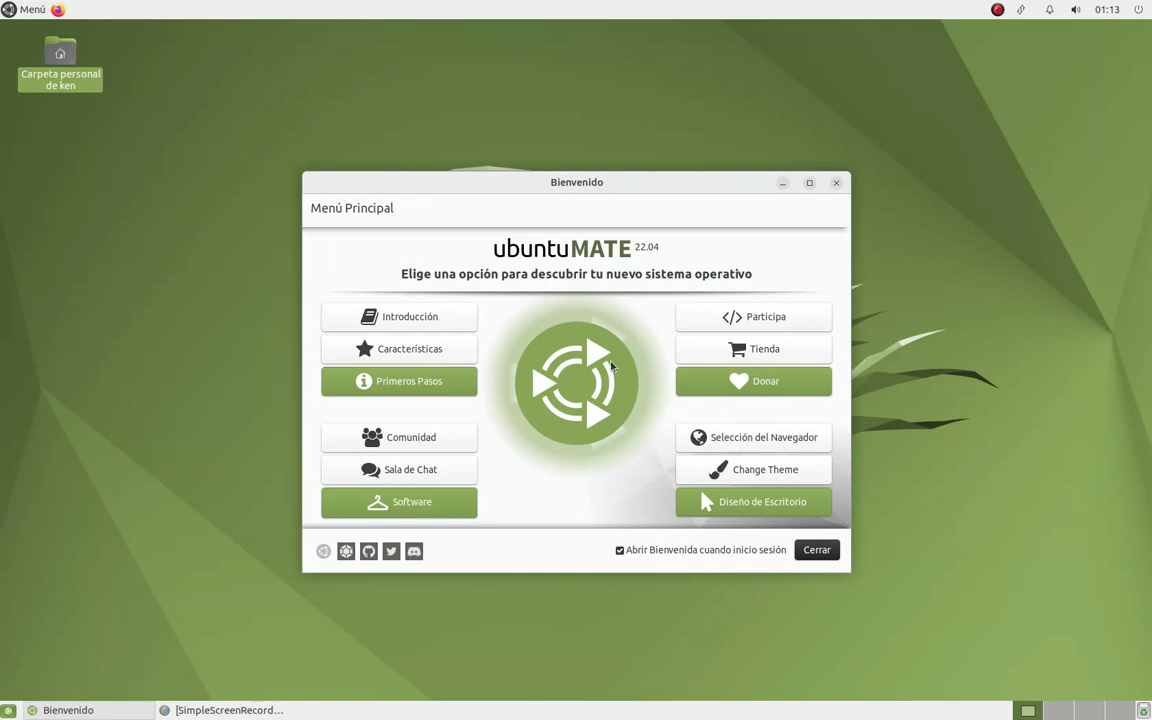 Menú
01:13
Carpeta personal
de ken
Bienvenido
Menú Principal
ubuntuMATE 22.04
Elige una opción para descubrir tu nuevo sistema operativo
Introducción
Participa
Características
Tienda
Primeros Pasos
Donar
Comunidad
Selección del Navegador
Sala de Chat
Change Theme
Software
Diseño de Escritorio
Abrir Bienvenida cuando inicio sesión
Cerrar
Bienvenido
[SimpleScreenRecord...